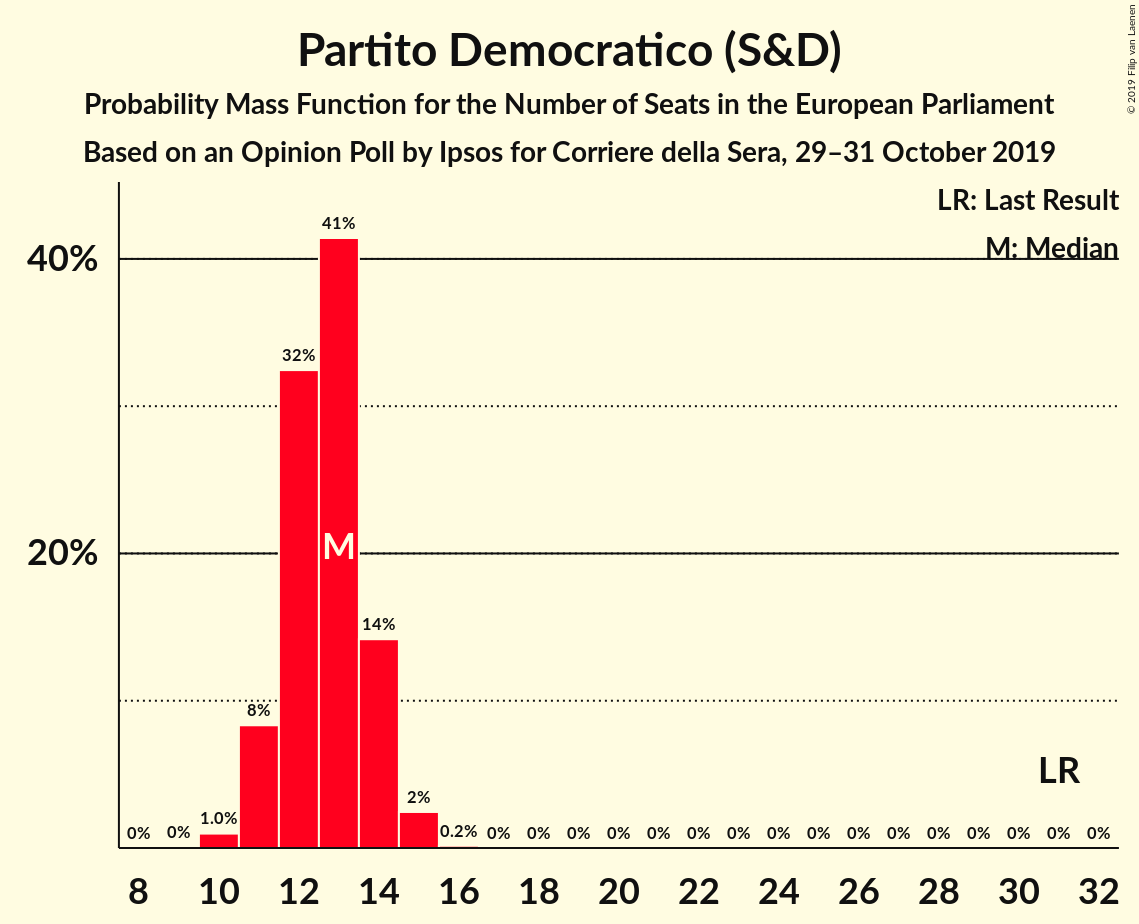 Partito Democratico (S&D)
Probability Mass Function for the Number of Seats in the European Parliament
Based on an Opinion Poll by Ipsos for Corriere della Sera, 29–31 October 2019
© 2019 Filip van Laenen
LR: Last Result
M: Median
40%
20%
41%
32%
M
14%
8%
LR
2%
0% 0% 1.0% 0.2% 0% 0% 0% 0% 0% 0% 0% 0% 0% 0% 0% 0% 0% 0% 0% 0%
8 10 12 14 16 18 20 22 24 26 28 30 32